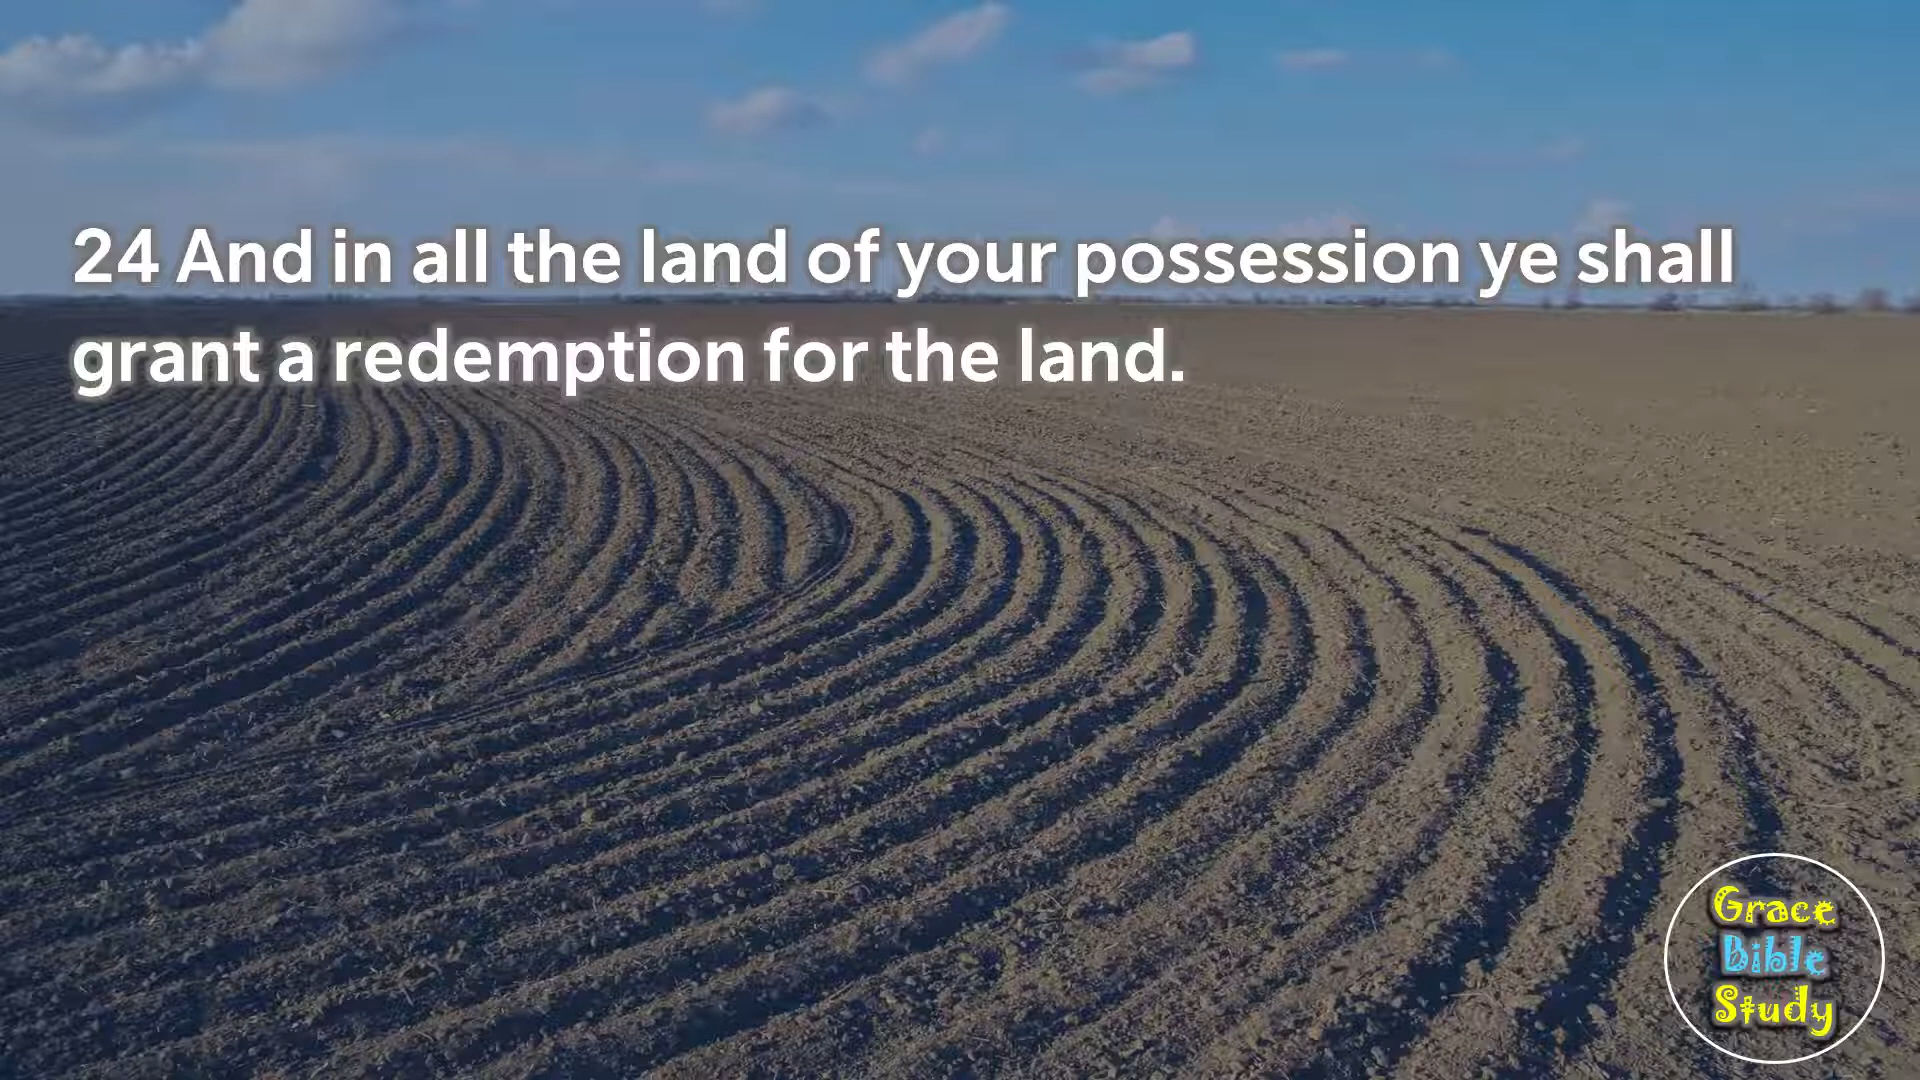 24 And in all the land of your possession ye shall
grant a redemption for the land.
Grace
Bible
Study